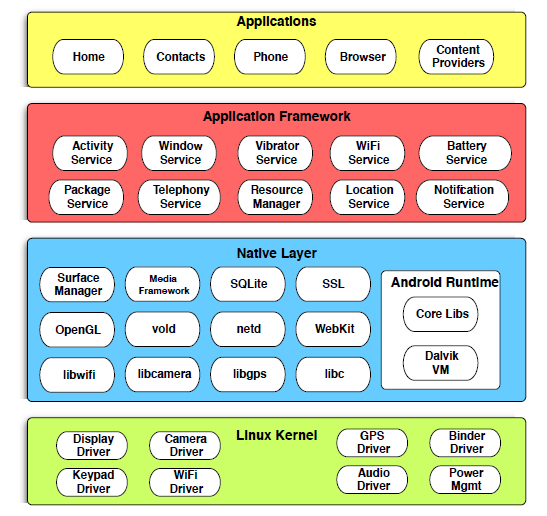 Applications
Home
Contacts
Phone
Browser
Content
Providers
Application Framework
Activity
Service
Window
Service
Vibrator
Service
WiFi
Service
Battery
Service
Package
Service
Telephony
Service
Resource
Manager
Location
Service
Notifcation
Service
Native Layer
Surface
Manager
Media
Framework
SQLite
SSL
OpenGL
vold
netd
WebKit
libwifi
libcamera
libgps
libc
Android Runtime
Core Libs
Dalvik
VM
Linux Kernel
Display
Driver
Camera
Driver
GPS
Driver
Binder
Driver
Keypad
Driver
WiFi
Driver
Audio
Driver
Power
Mgmt